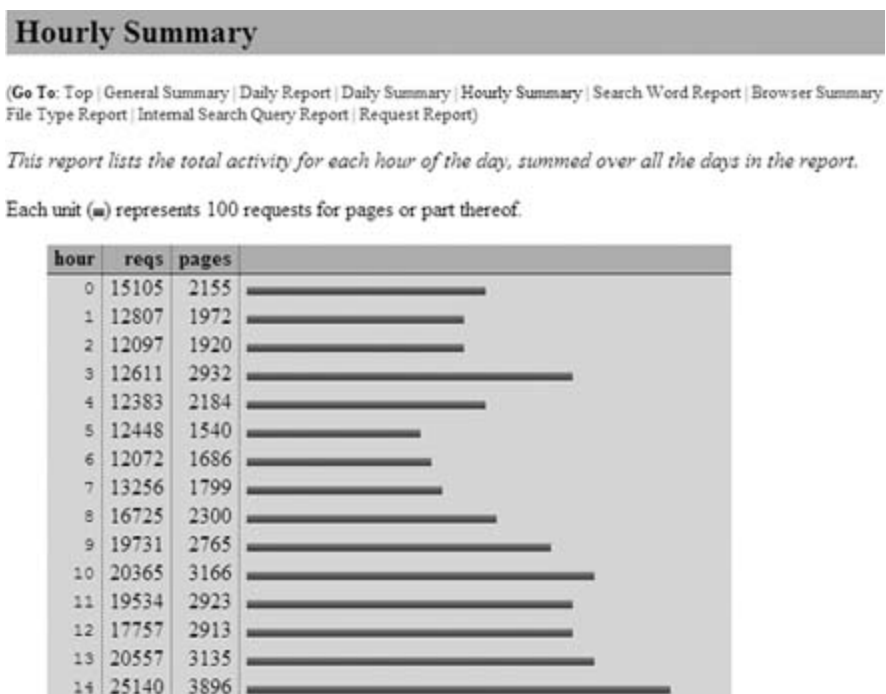 Hourly Summary
(Go To: Top | General Summary | Daily Report | Daily Summary | Hourly Summary | Search Word Report | Browser Summary
File Type Report | Internal Search Query Report | Request Report)
This report lists the total activity for each hour of the day, summed over all the days in the report.
Each unit (▬) represents 100 requests for pages or part thereof.
hour reqs pages
0 15105 2155
1 12807 1972
2 12097 1920
3 12611 2932
4 12383 2184
5 12448 1540
6 12072 1686
7 13256 1799
8 16725 2300
9 19731 2765
10 20365 3166
11 19534 2923
12 17757 2913
13 20557 3135
14 25140 3896